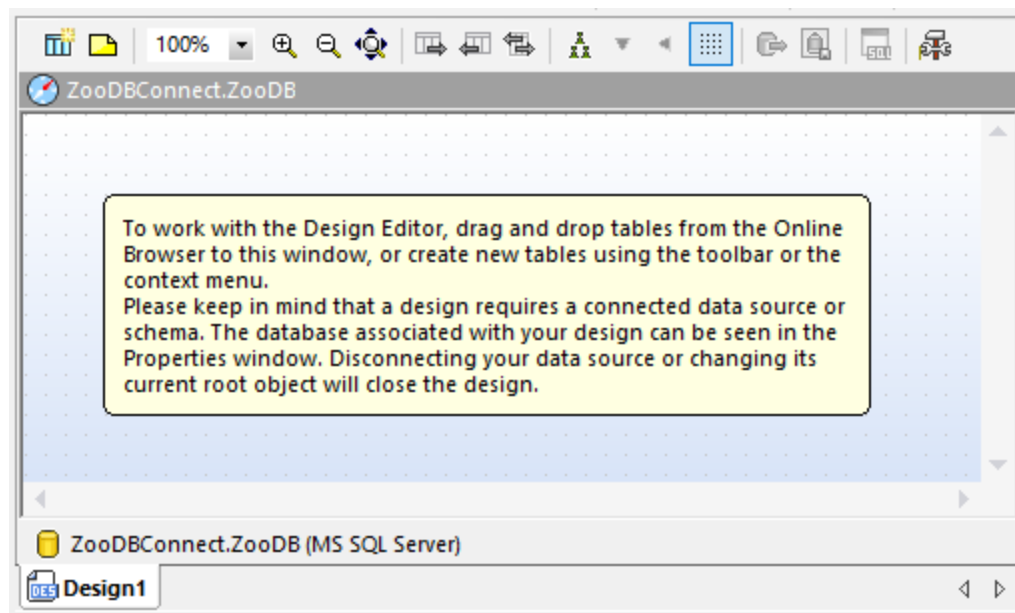 100%
SQL
ZooDBConnect.ZooDB
To work with the Design Editor, drag and drop tables from the Online
Browser to this window, or create new tables using the toolbar or the
context menu.
Please keep in mind that a design requires a connected data source or
schema. The database associated with your design can be seen in the
Properties window. Disconnecting your data source or changing its
current root object will close the design.
ZooDBConnect.ZooDB (MS SQL Server)
DES Design1